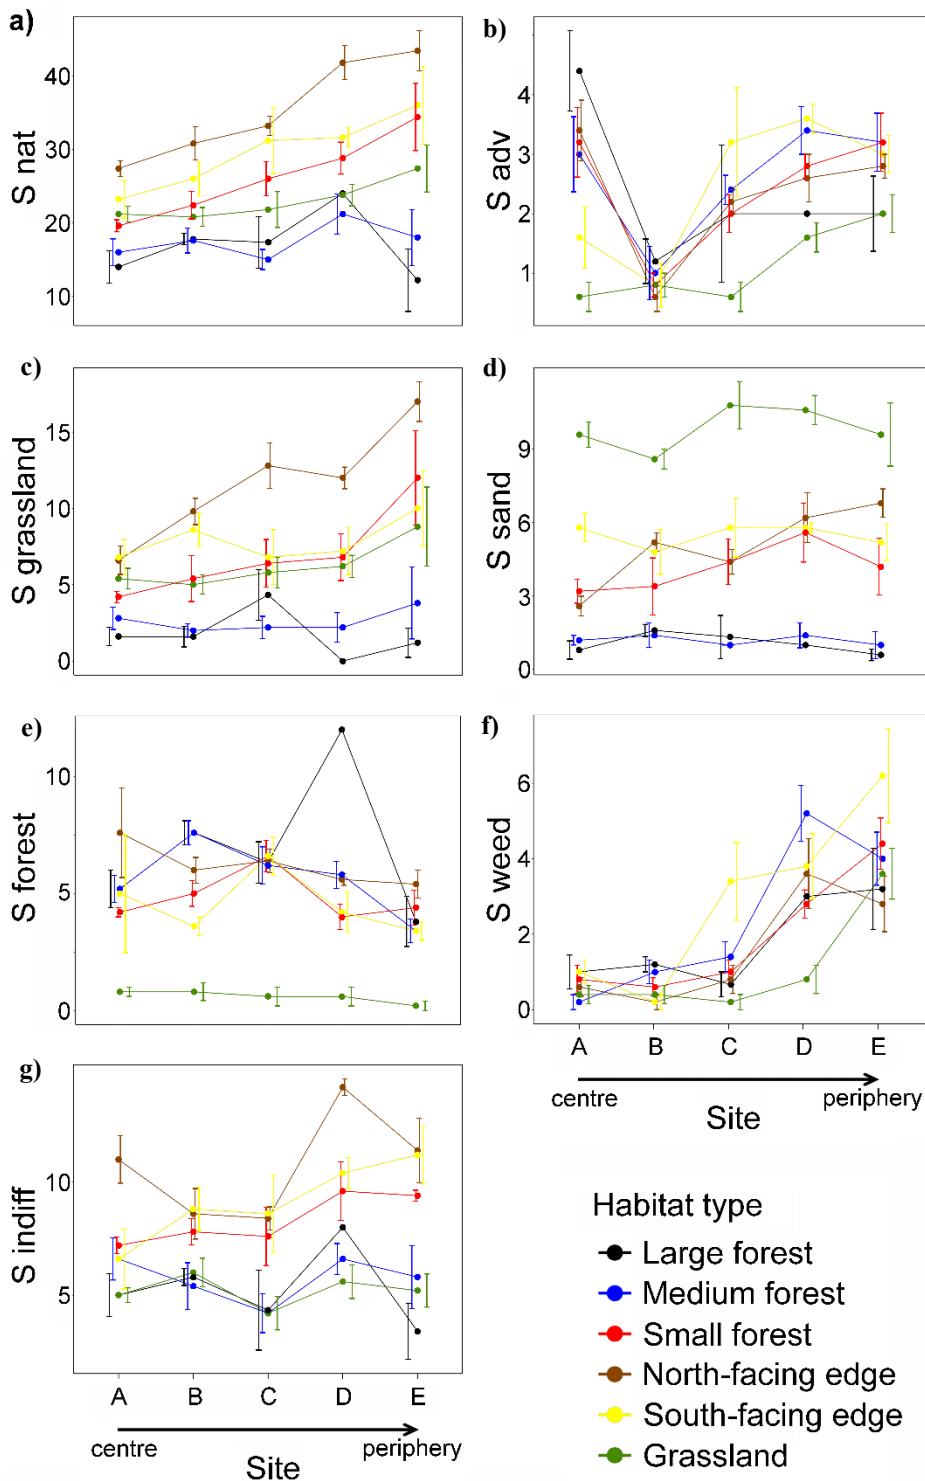 a)
S nat
40
30
20
10
b)
S adv
4
3
2
1
c)
S grassland
15
10
5
0
d)
S sand
9
6
3
0
e)
S forest
10
5
0
f)
S weed
6
4
2
0
A B C D E
centre periphery
Site
g)
S indiff
10
5
A B C D E
centre periphery
Site
Habitat type
Large forest
Medium forest
Small forest
North-facing edge
South-facing edge
Grassland